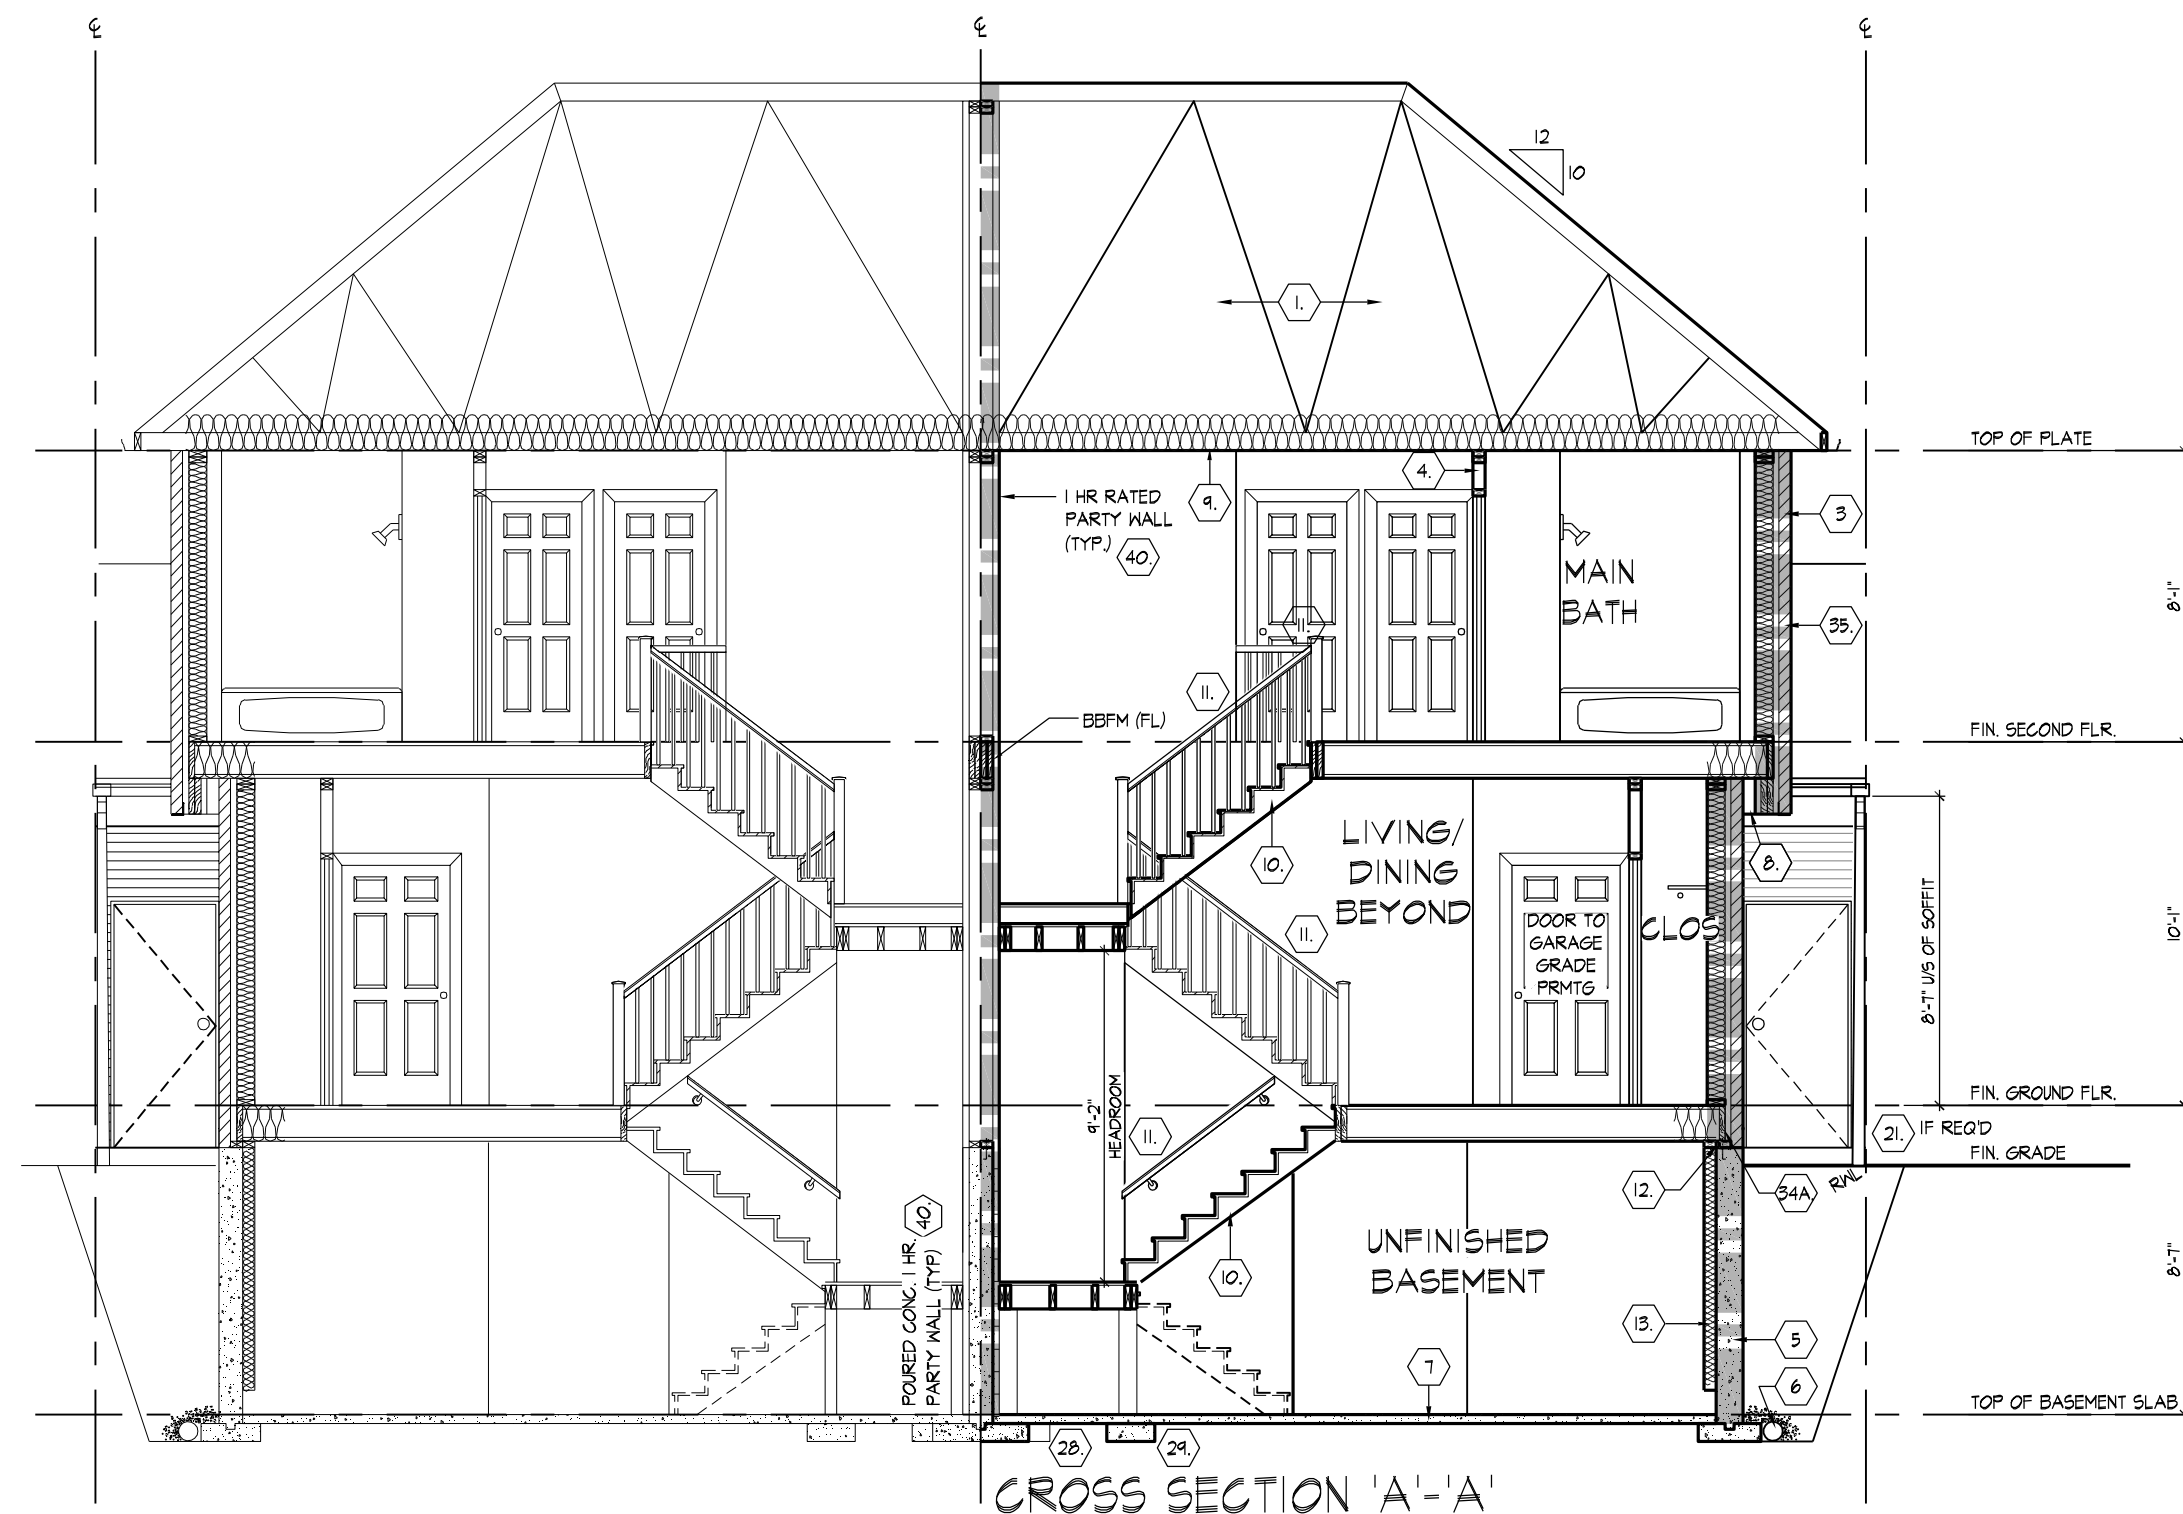 ℄ ℄ ℄
12
10
1.
TOP OF PLATE
4.
9.
1 HR RATED
PARTY WALL
(TYP.) 40.
3
MAIN
BATH
8'-1"
11.
35.
11.
BBFM (FL)
FIN. SECOND FLR.
LIVING/
DINING
BEYOND
10.
8.
DOOR TO
GARAGE
GRADE
PRMTG
CLOS
11.
8'-7" U/S OF SOFFIT
10'-1"
FIN. GROUND FLR.
9'-2"
HEADROOM
11.
21. IF REQ'D
FIN. GRADE
12.
34A.
RWL
POURED CONC. 1 HR. 40.
PARTY WALL (TYP)
UNFINISHED
BASEMENT
10.
8'-7"
13.
5
7
6
TOP OF BASEMENT SLAB
28.
29.
CROSS SECTION 'A'-'A'